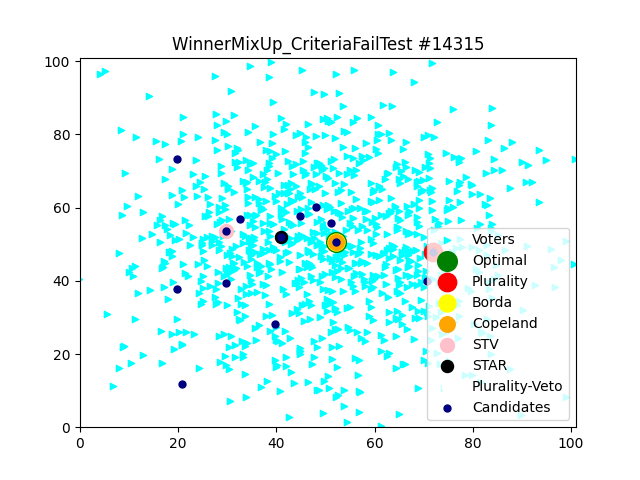 WinnerMixUp_CriteriaFailTest #14315
100
80
60
40
20
0
0
20
40
60
80
100
Voters
Optimal
Plurality
Borda
Copeland
STV
STAR
Plurality-Veto
Candidates